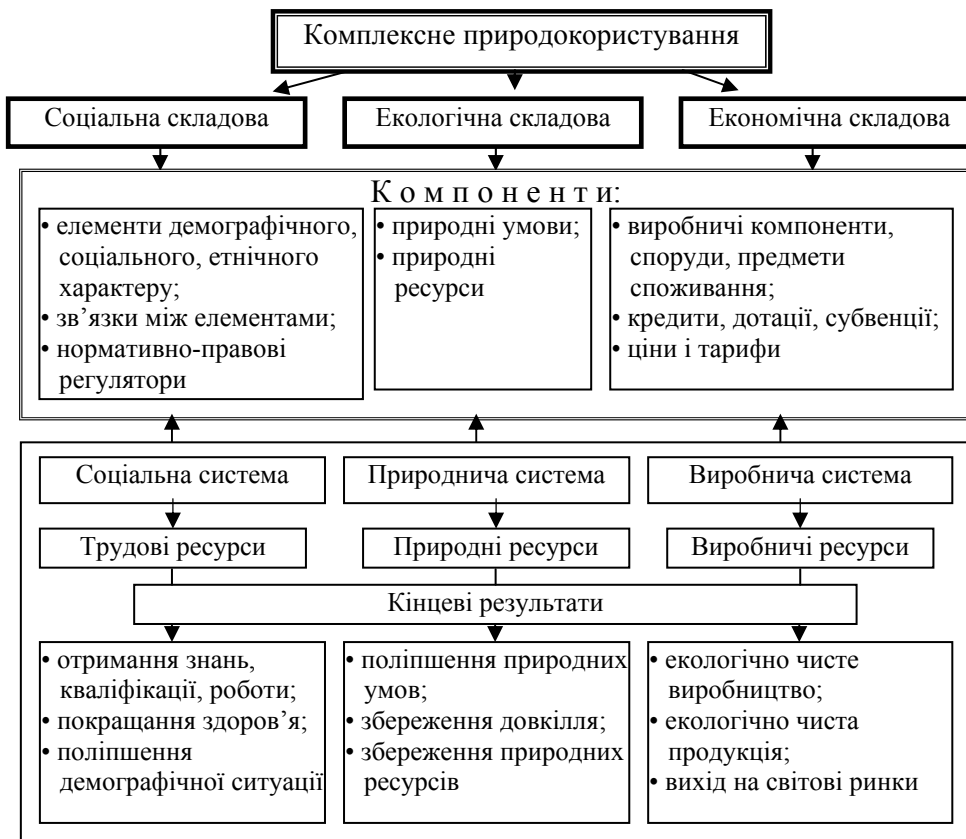 Комплексне природокористування
Соціальна складова
Екологічна складова
Економічна складова
К о м п о н е н т и:
• елементи демографічного,
соціального, етнічного
характеру;
• зв’язки між елементами;
• нормативно-правові
регулятори
• природні умови;
• природні
ресурси
• виробничі компоненти,
споруди, предмети
споживання;
• кредити, дотації, субвенції;
• ціни і тарифи
Соціальна система
Природнича система
Виробнича система
Трудові ресурси
Природні ресурси
Виробничі ресурси
Кінцеві результати
• отримання знань,
кваліфікації, роботи;
• покращання здоров’я;
• поліпшення
демографічної ситуації
• поліпшення природних
умов;
• збереження довкілля;
• збереження природних
ресурсів
• екологічно чисте
виробництво;
• екологічно чиста
продукція;
• вихід на світові ринки